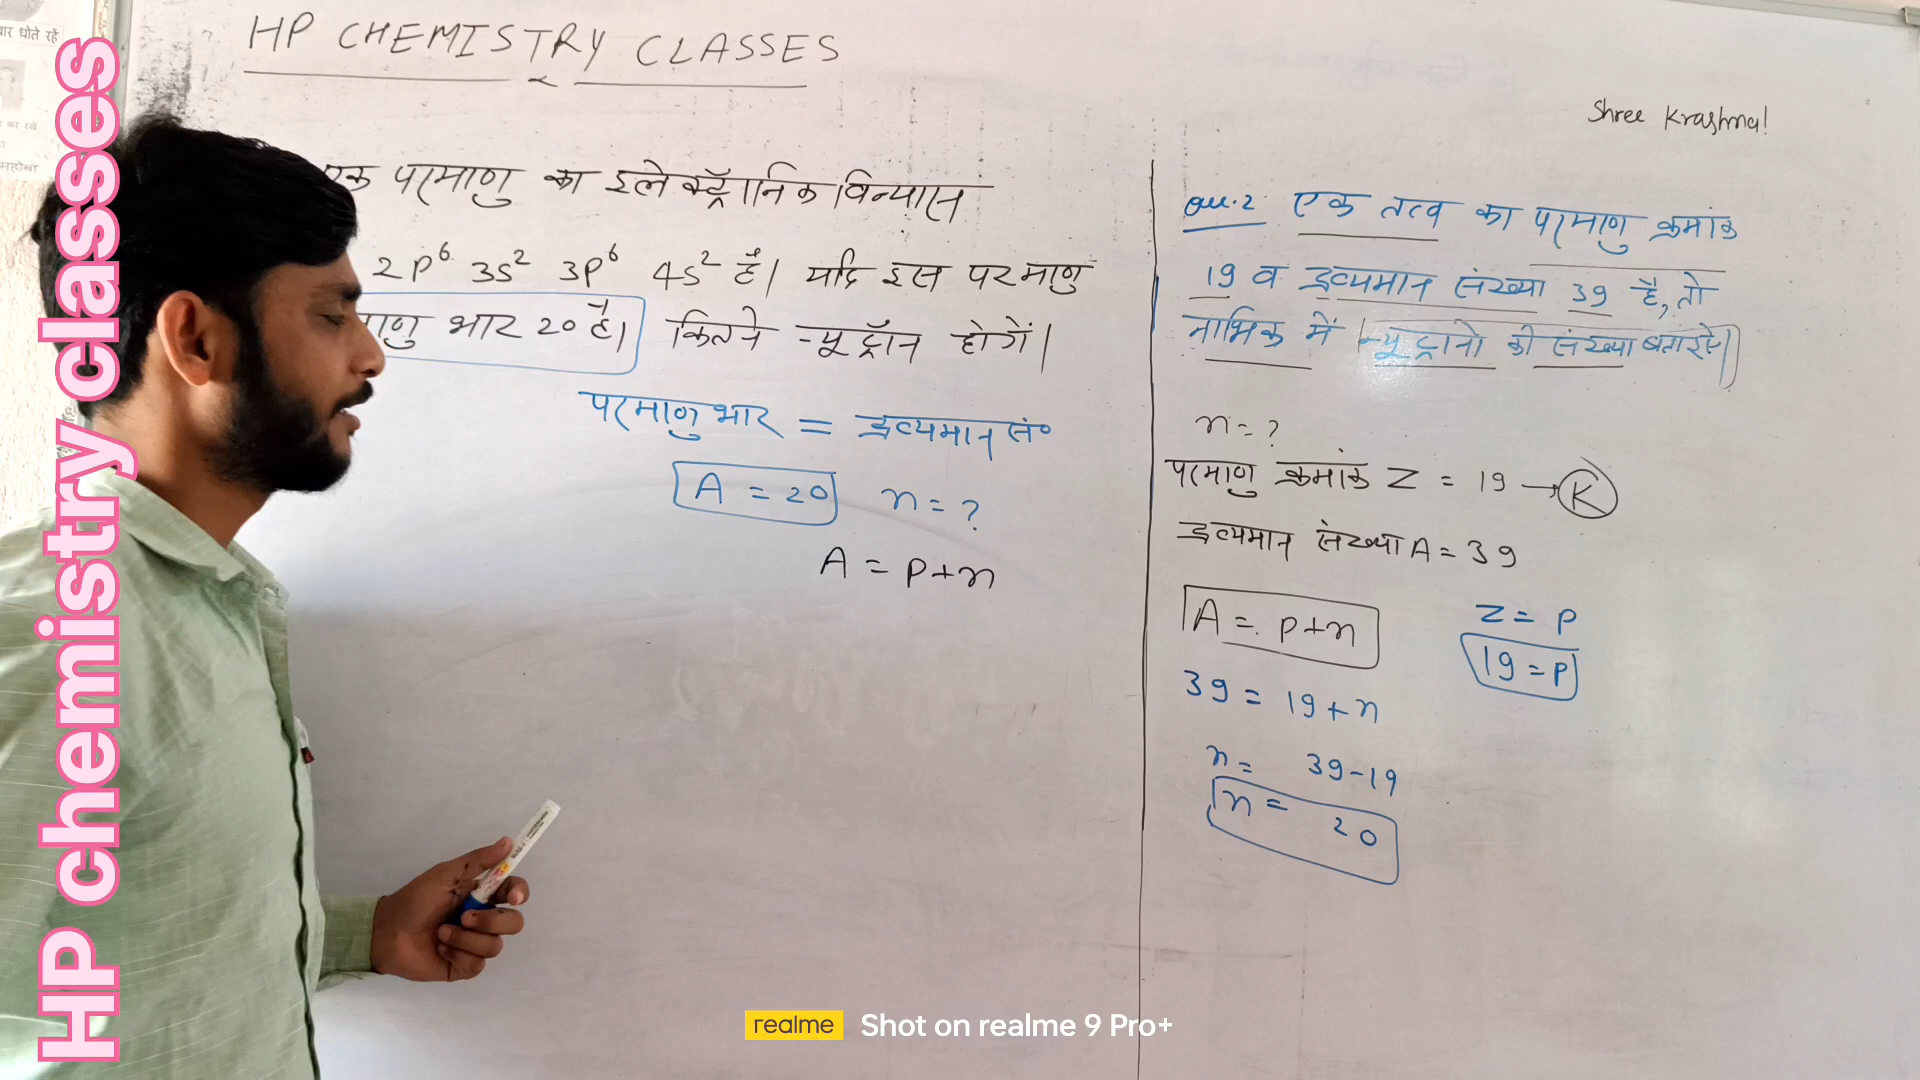 HP CHEMISTRY CLASSES
Shree Krashna!
एक परमाणु का इलेक्ट्रॉनिक विन्यास
2P⁶ 3S² 3P⁶ 4S² है। यदि इस परमाणु
भार 20 है। कितने न्यूट्रॉन होगें।
परमाणु भार = द्रव्यमान सं॰
A = 20 n = ?
A = P+n
Que.2 एक तत्व का परमाणु क्रमांक
19 व द्रव्यमान संख्या 39 है, तो
नाभिक में न्यूट्रानो की संख्या बताइये।
n = ?
परमाणु क्रमांक Z = 19 → K
द्रव्यमान संख्या A = 39
A = P+n
Z = P
19 = P
39 = 19+n
n = 39-19
n = 20
HP chemistry classes
realme Shot on realme 9 Pro+